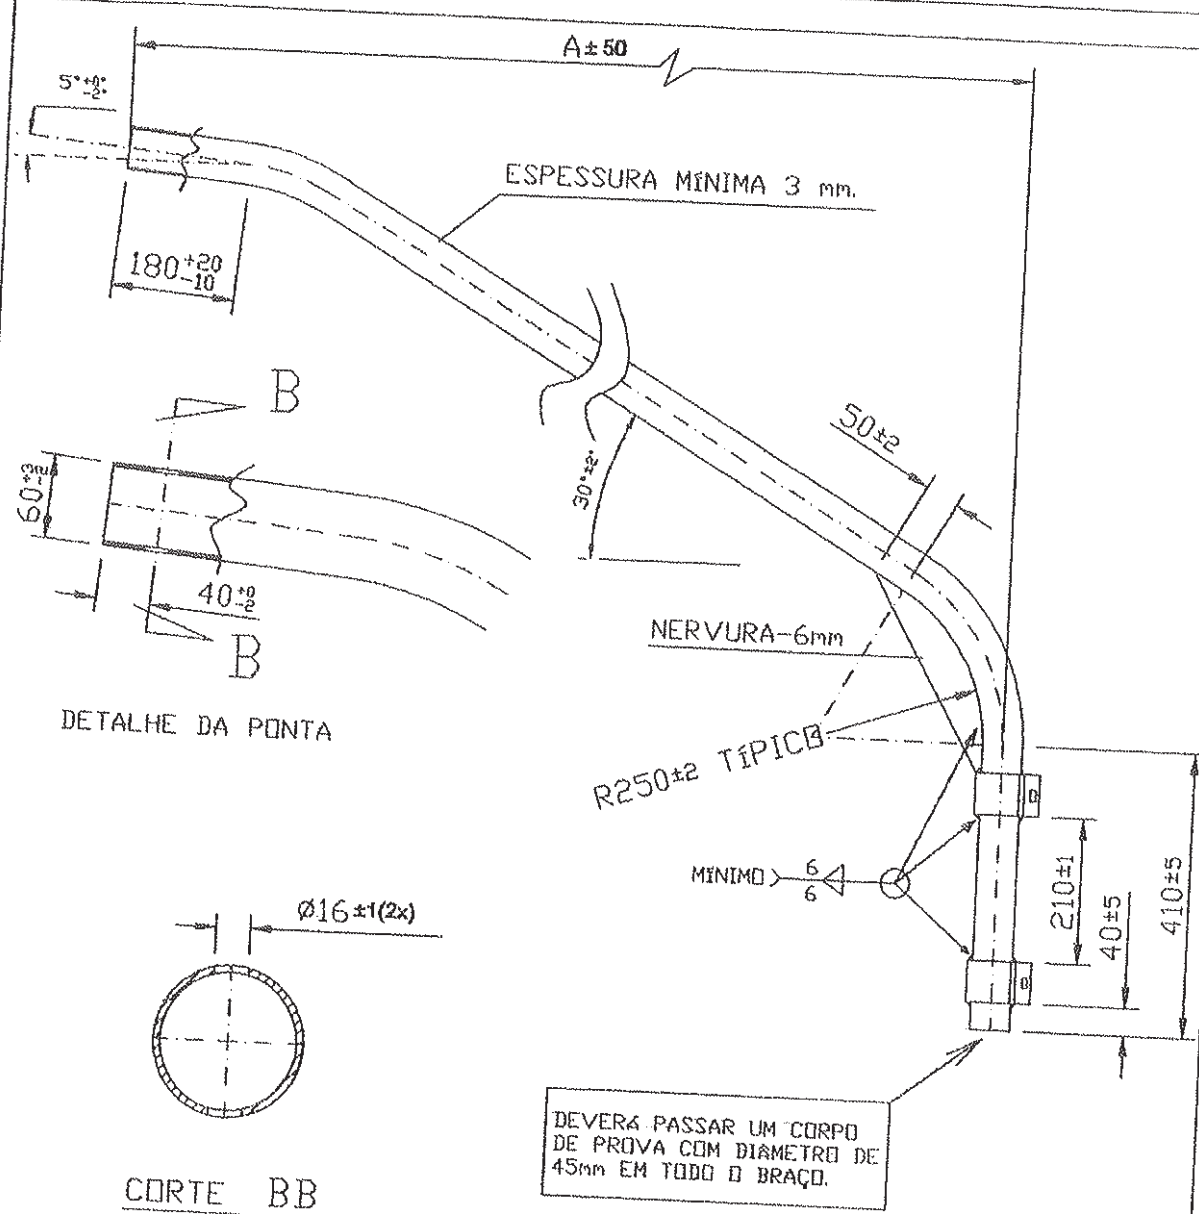 A±50
5°+0°
-2°
ESPESSURA MÍNIMA 3 mm.
180+20
-10
B
50±2
60+3
-2
30°±2°
40+0
-2
B
NERVURA-6mm
DETALHE DA PONTA
R250±2 TÍPICO
MÍNIMO
6
6
210±1
40±5
410±5
Ø16±1(2x)
DEVERÁ PASSAR UM CORPO
DE PROVA COM DIÂMETRO DE
45mm EM TODO O BRAÇO.
CORTE BB